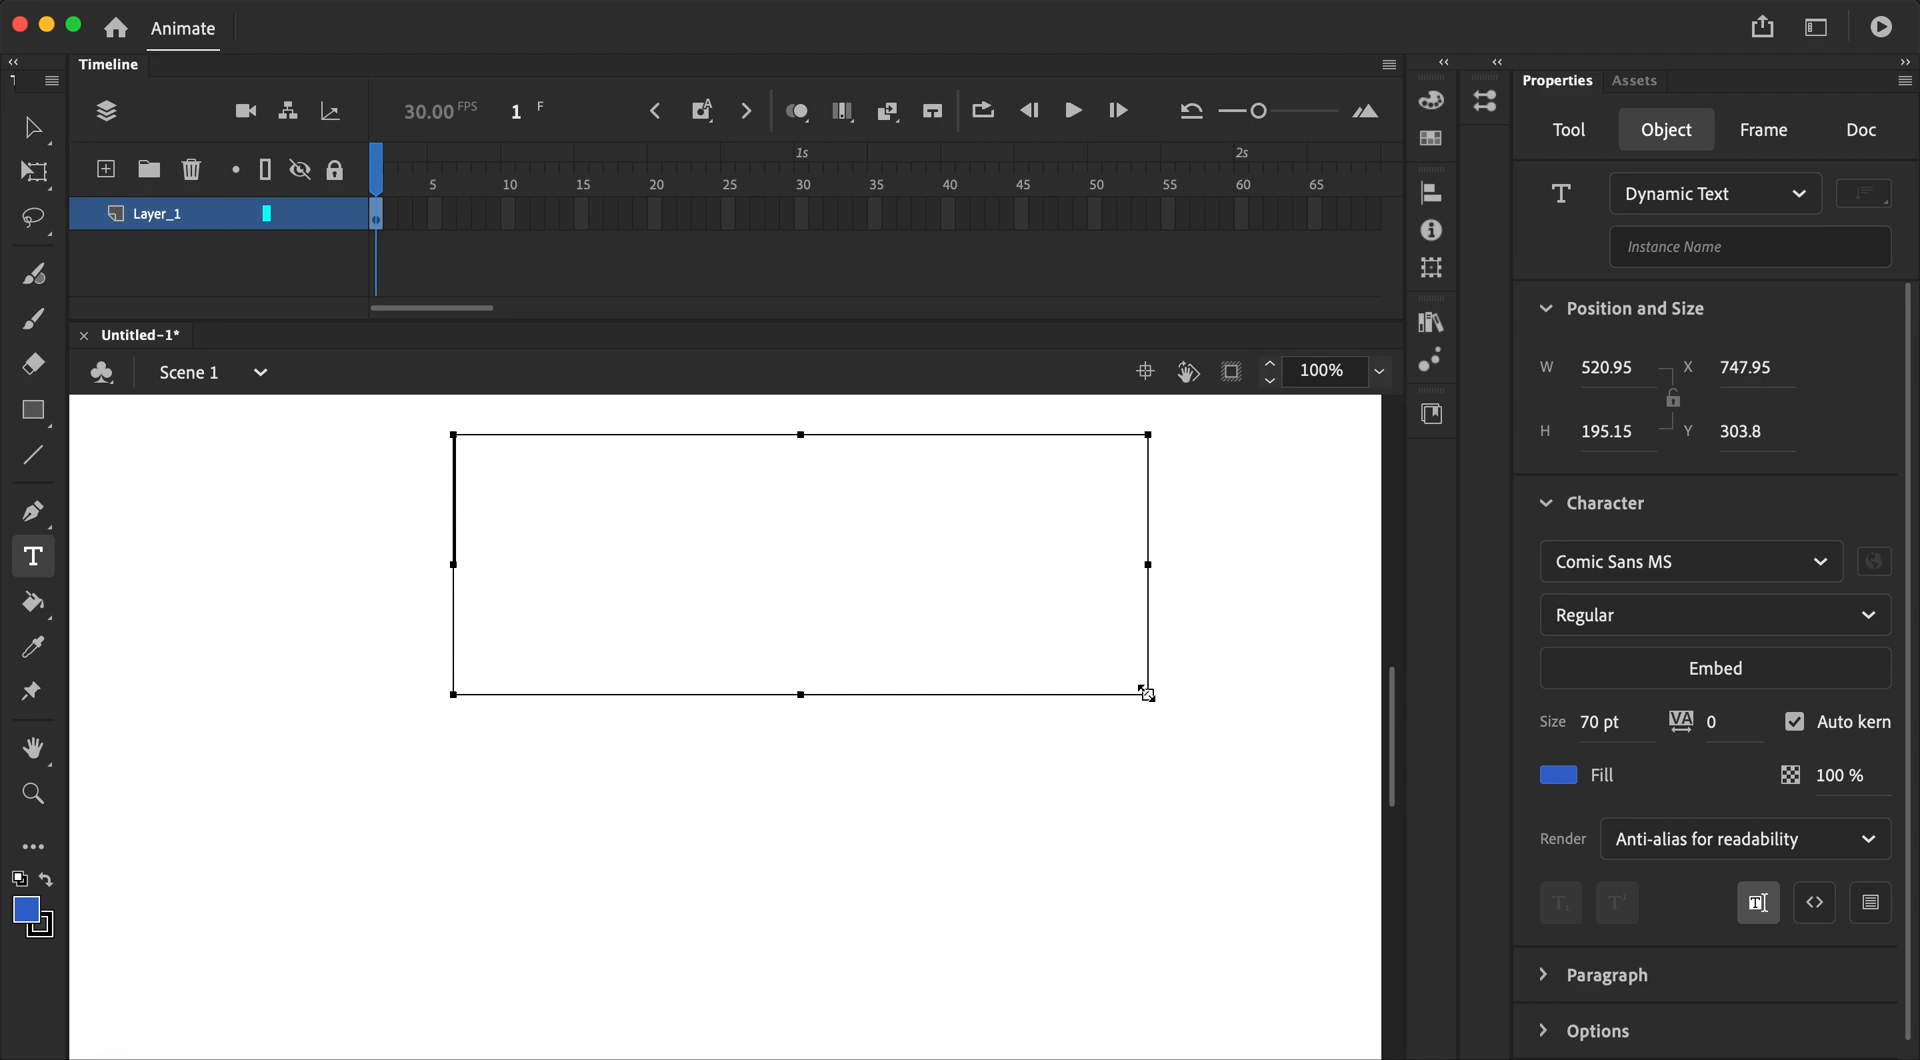 Animate
Timeline
Properties Assets
30.00 FPS 1 F
Tool Object Frame Doc
1s 2s
5 10 15 20 25 30 35 40 45 50 55 60 65
T Dynamic Text
Layer_1
Instance Name
Position and Size
Untitled-1*
Scene 1 100%
W 520.95 X 747.95
H 195.15 Y 303.8
Character
Comic Sans MS
Regular
Embed
Size 70 pt VA 0 Auto kern
Fill 100 %
Render Anti-alias for readability
Paragraph
Options